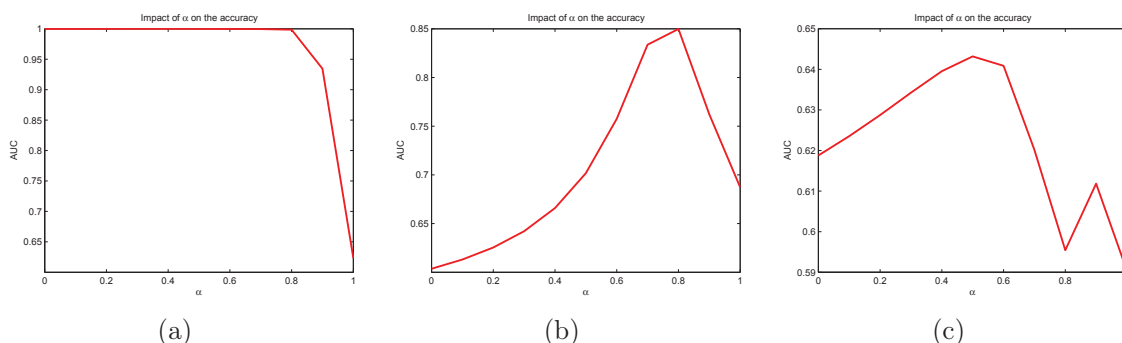 Impact of α on the accuracy
1
0.95
0.9
0.85
0.8
0.75
0.7
0.65
AUC
0 0.2 0.4 0.6 0.8 1
α
(a)
Impact of α on the accuracy
0.85
0.8
0.75
0.7
0.65
AUC
0 0.2 0.4 0.6 0.8 1
α
(b)
Impact of α on the accuracy
0.65
0.64
0.63
0.62
0.61
0.6
0.59
AUC
0 0.2 0.4 0.6 0.8
α
(c)